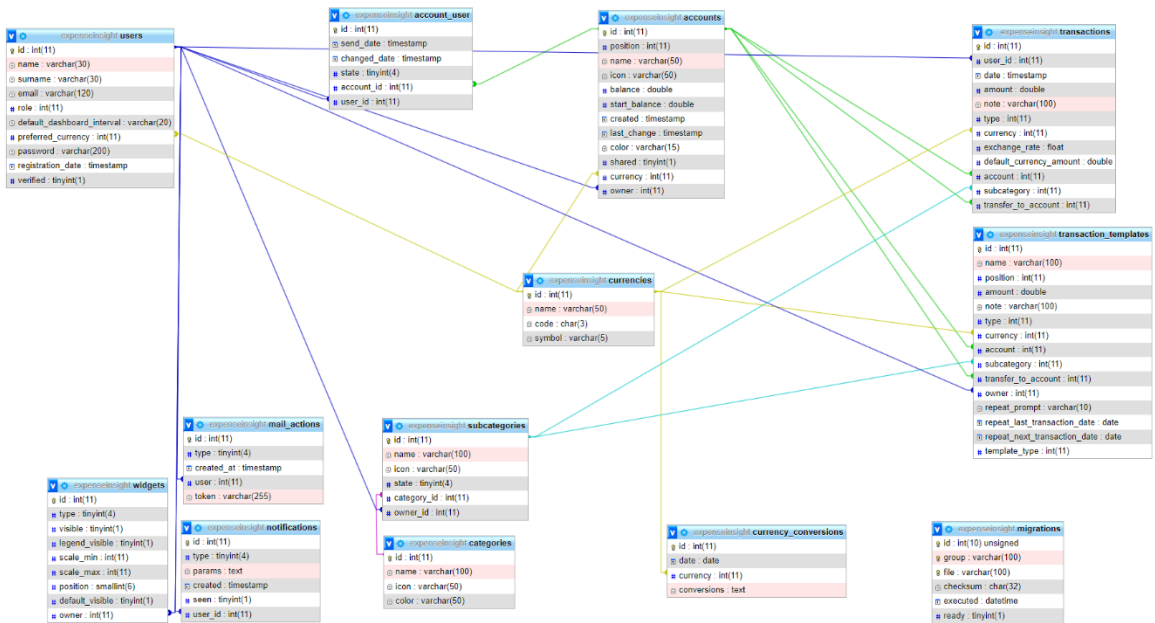 expenseinsight users
id : int(11)
name : varchar(30)
surname : varchar(30)
email : varchar(120)
role : int(11)
default_dashboard_interval : varchar(20)
preferred_currency : int(11)
password : varchar(200)
registration_date : timestamp
verified : tinyint(1)
expenseinsight account_user
id : int(11)
send_date : timestamp
changed_date : timestamp
state : tinyint(4)
account_id : int(11)
user_id : int(11)
expenseinsight accounts
id : int(11)
position : int(11)
name : varchar(50)
icon : varchar(50)
balance : double
start_balance : double
created : timestamp
last_change : timestamp
color : varchar(15)
shared : tinyint(1)
currency : int(11)
owner : int(11)
expenseinsight transactions
id : int(11)
user_id : int(11)
date : timestamp
amount : double
note : varchar(100)
type : int(11)
currency : int(11)
exchange_rate : float
default_currency_amount : double
account : int(11)
subcategory : int(11)
transfer_to_account : int(11)
expenseinsight transaction_templates
id : int(11)
name : varchar(100)
position : int(11)
amount : double
note : varchar(100)
type : int(11)
currency : int(11)
account : int(11)
subcategory : int(11)
transfer_to_account : int(11)
owner : int(11)
repeat_prompt : varchar(10)
repeat_last_transaction_date : date
repeat_next_transaction_date : date
template_type : int(11)
expenseinsight currencies
id : int(11)
name : varchar(50)
code : char(3)
symbol : varchar(5)
expenseinsight mail_actions
id : int(11)
type : tinyint(4)
created_at : timestamp
user : int(11)
token : varchar(255)
expenseinsight subcategories
id : int(11)
name : varchar(100)
icon : varchar(50)
state : tinyint(4)
category_id : int(11)
owner_id : int(11)
expenseinsight widgets
id : int(11)
type : tinyint(4)
visible : tinyint(1)
legend_visible : tinyint(1)
scale_min : int(11)
scale_max : int(11)
position : smallint(6)
default_visible : tinyint(1)
owner : int(11)
expenseinsight notifications
id : int(11)
type : tinyint(4)
params : text
created : timestamp
seen : tinyint(1)
user_id : int(11)
expenseinsight categories
id : int(11)
name : varchar(100)
icon : varchar(50)
color : varchar(50)
expenseinsight currency_conversions
id : int(11)
date : date
currency : int(11)
conversions : text
expenseinsight migrations
id : int(10) unsigned
group : varchar(100)
file : varchar(100)
checksum : char(32)
executed : datetime
ready : tinyint(1)